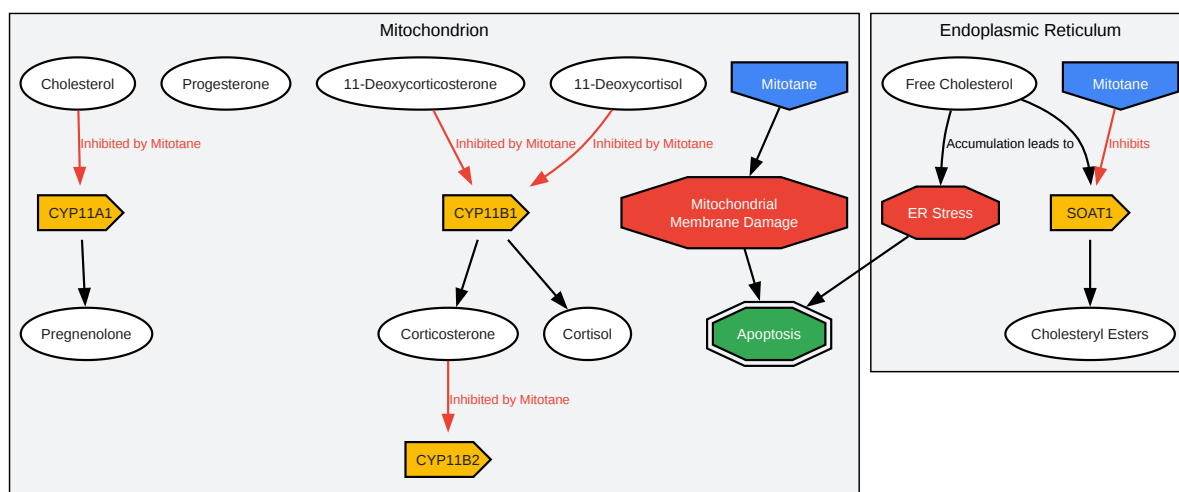 Mitochondrion
Endoplasmic Reticulum
Cholesterol
Progesterone
11-Deoxycorticosterone
11-Deoxycortisol
Mitotane
Free Cholesterol
Mitotane
Inhibited by Mitotane
Inhibited by Mitotane
Inhibited by Mitotane
Accumulation leads to
Inhibits
CYP11A1
CYP11B1
Mitochondrial
Membrane Damage
ER Stress
SOAT1
Pregnenolone
Corticosterone
Cortisol
Apoptosis
Cholesteryl Esters
Inhibited by Mitotane
CYP11B2